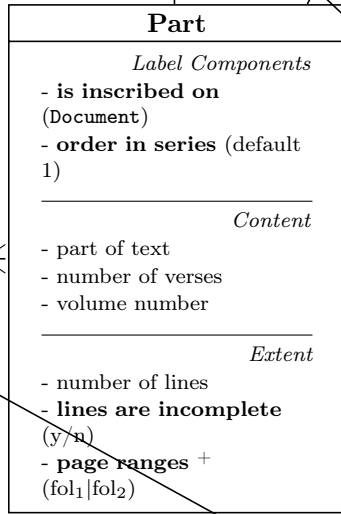 Part
Label Components
- is inscribed on
(Document)
- order in series (default
1)
Content
- part of text
- number of verses
- volume number
Extent
- number of lines
- lines are incomplete
(y/n)
- page ranges +
(fol₁|fol₂)